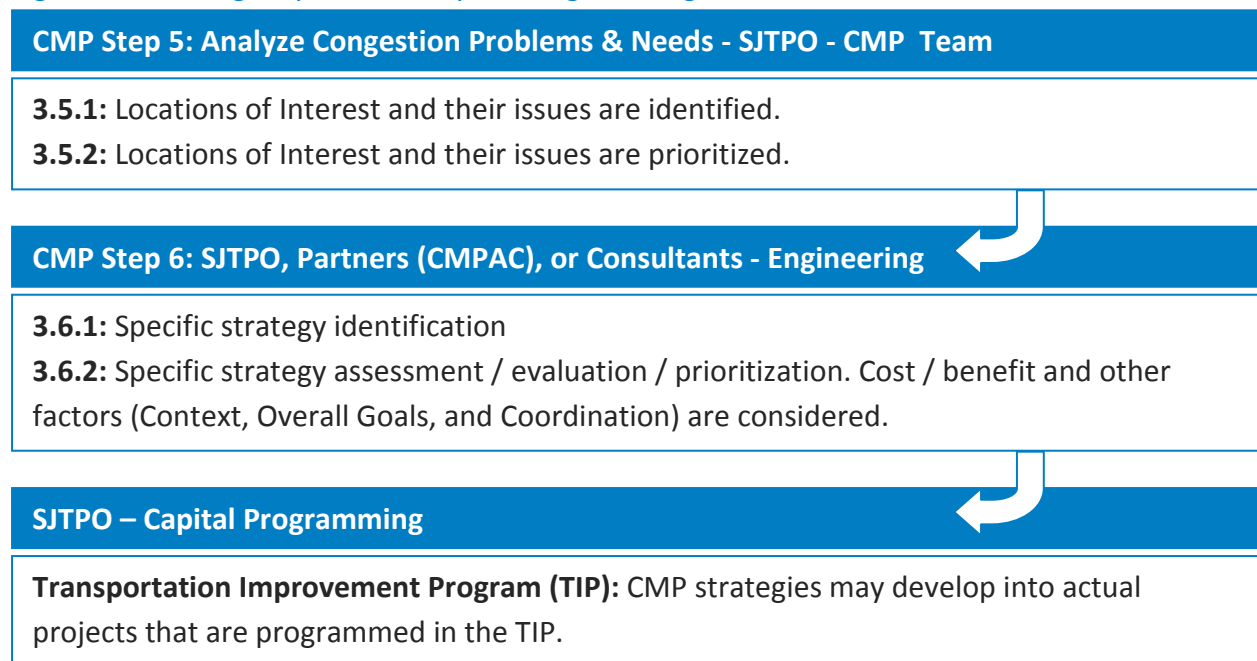 CMP Step 5: Analyze Congestion Problems & Needs - SJTPO - CMP Team
3.5.1: Locations of Interest and their issues are identified.
3.5.2: Locations of Interest and their issues are prioritized.
CMP Step 6: SJTPO, Partners (CMPAC), or Consultants - Engineering
3.6.1: Specific strategy identification
3.6.2: Specific strategy assessment / evaluation / prioritization. Cost / benefit and other
factors (Context, Overall Goals, and Coordination) are considered.
SJTPO – Capital Programming
Transportation Improvement Program (TIP): CMP strategies may develop into actual
projects that are programmed in the TIP.